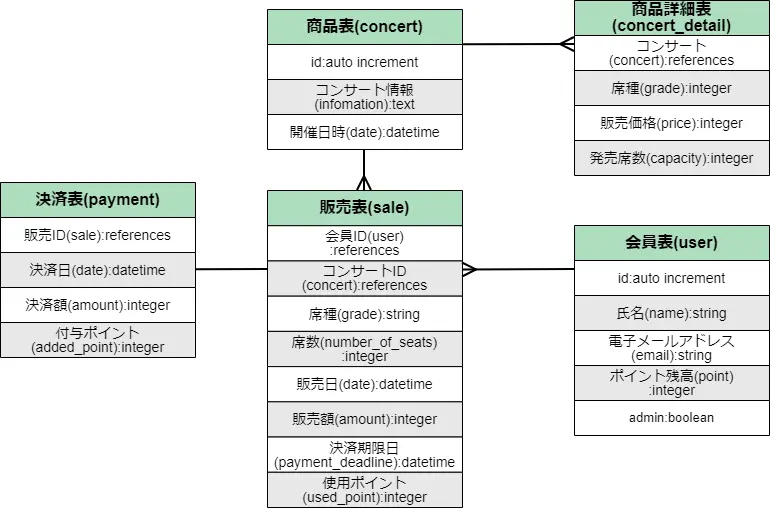 商品表(concert)
id:auto increment
コンサート情報
(infomation):text
開催日時(date):datetime
商品詳細表
(concert_detail)
コンサート
(concert):references
席種(grade):integer
販売価格(price):integer
発売席数(capacity):integer
決済表(payment)
販売ID(sale):references
決済日(date):datetime
決済額(amount):integer
付与ポイント
(added_point):integer
販売表(sale)
会員ID(user)
:references
コンサートID
(concert):references
席種(grade):string
席数(number_of_seats)
:integer
販売日(date):datetime
販売額(amount):integer
決済期限日
(payment_deadline):datetime
使用ポイント
(used_point):integer
会員表(user)
id:auto increment
氏名(name):string
電子メールアドレス
(email):string
ポイント残高(point)
:integer
admin:boolean